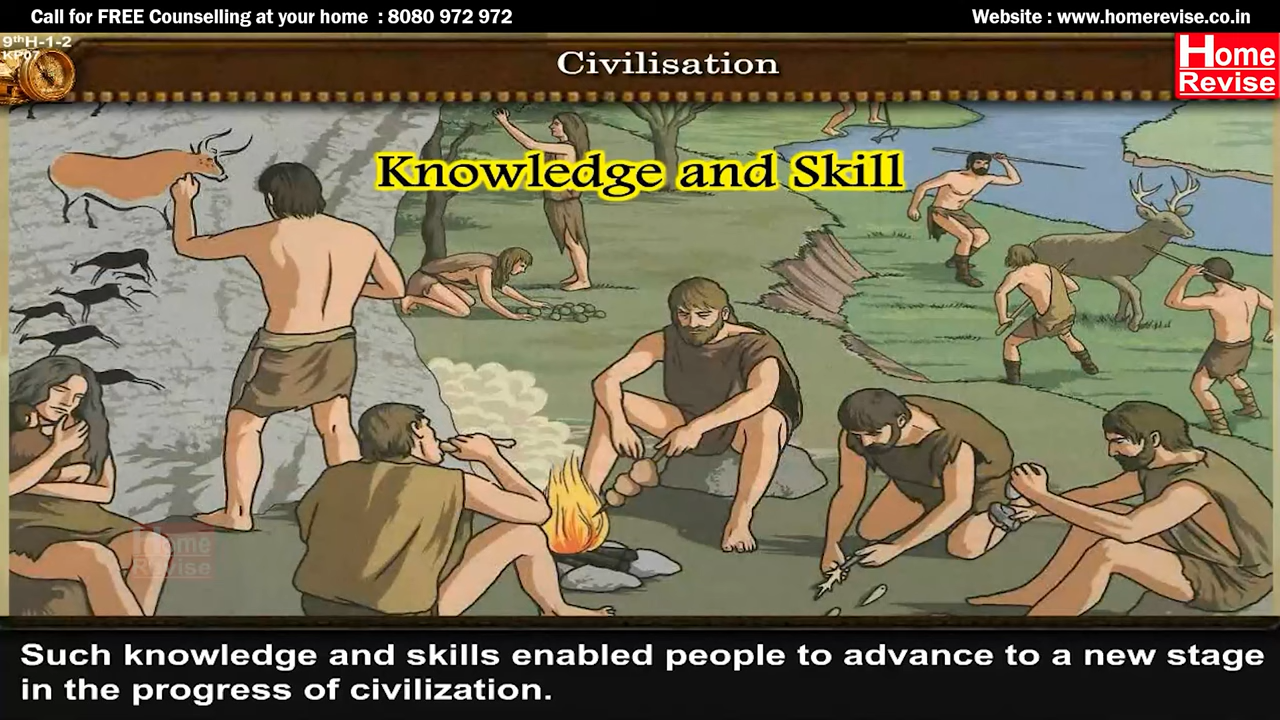 Call for FREE Counselling at your home : 8080 972 972
Website : www.homerevise.co.in
9thH-1-2
KP07
Civilisation
Home
Revise
Knowledge and Skill
Home
Revise
Such knowledge and skills enabled people to advance to a new stage
in the progress of civilization.